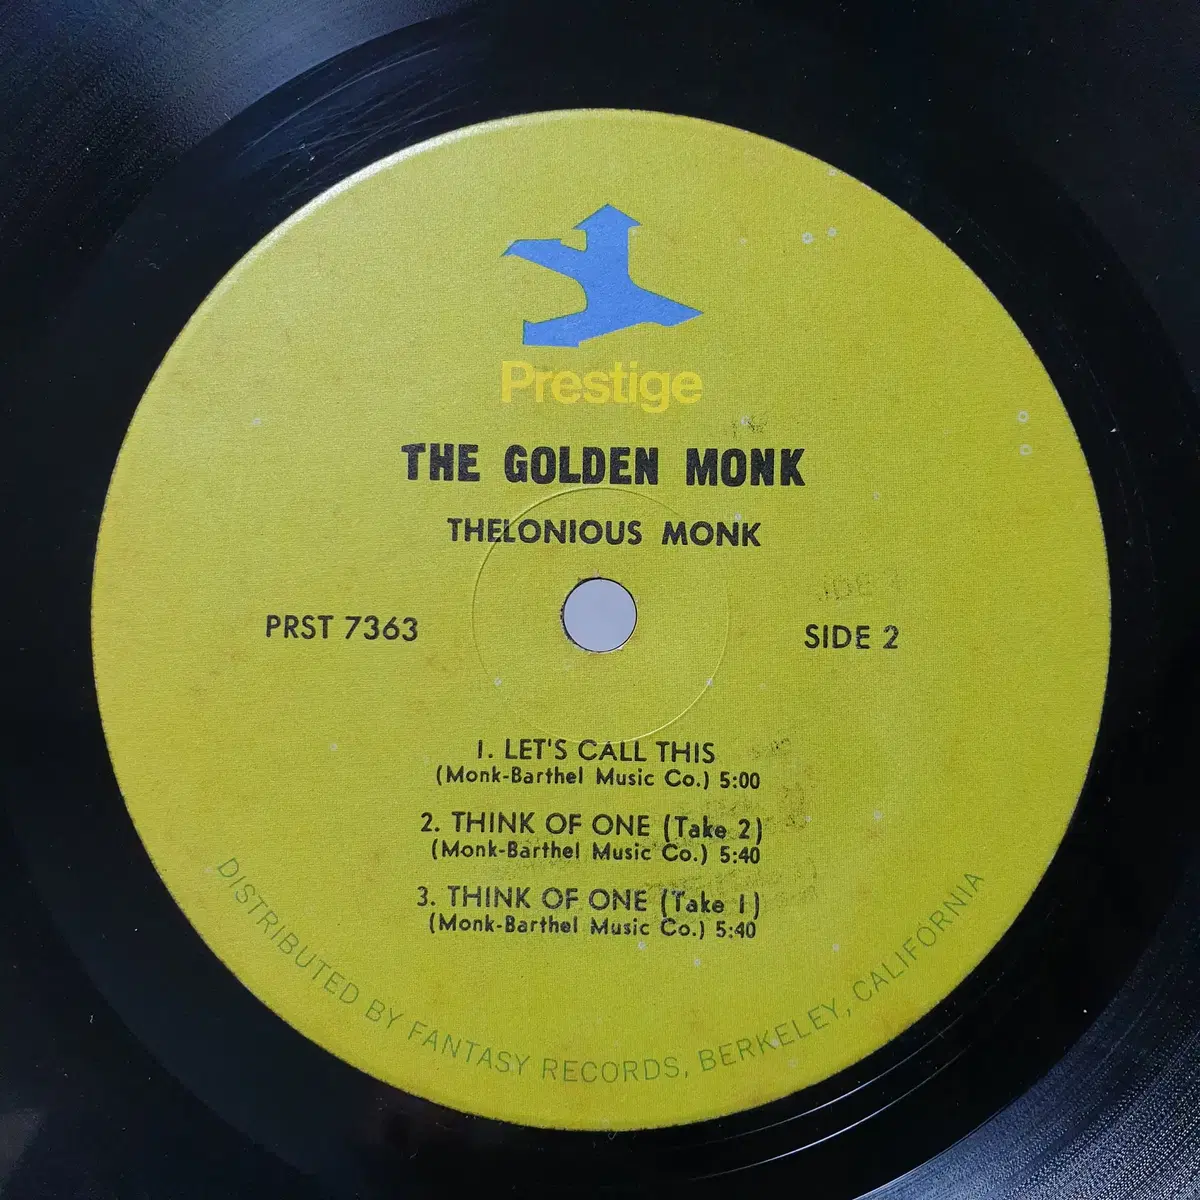 Prestige
THE GOLDEN MONK
THELONIOUS MONK
PRST 7363
SIDE 2
1. LET'S CALL THIS
(Monk-Barthel Music Co.) 5:00
2. THINK OF ONE (Take 2)
(Monk-Barthel Music Co.) 5:40
3. THINK OF ONE (Take 1)
(Monk-Barthel Music Co.) 5:40
DISTRIBUTED BY FANTASY RECORDS, BERKELEY, CALIFORNIA